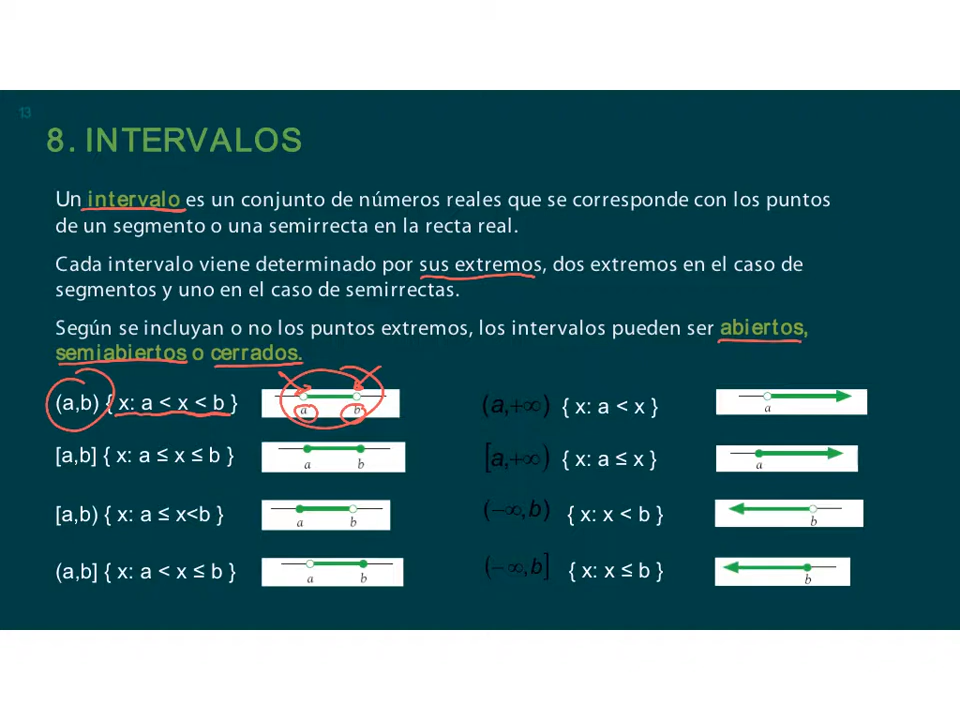 13
8. INTERVALOS
Un intervalo es un conjunto de números reales que se corresponde con los puntos
de un segmento o una semirrecta en la recta real.
Cada intervalo viene determinado por sus extremos, dos extremos en el caso de
segmentos y uno en el caso de semirrectas.
Según se incluyan o no los puntos extremos, los intervalos pueden ser abiertos,
semiabiertos o cerrados.
(a,b) { x: a < x < b }
a b
[a,b] { x: a ≤ x ≤ b }
a b
[a,b) { x: a ≤ x<b }
a b
(a,b] { x: a < x ≤ b }
a b
(a,+∞) { x: a < x }
a
[a,+∞) { x: a ≤ x }
a
(−∞,b) { x: x < b }
b
(−∞,b] { x: x ≤ b }
b